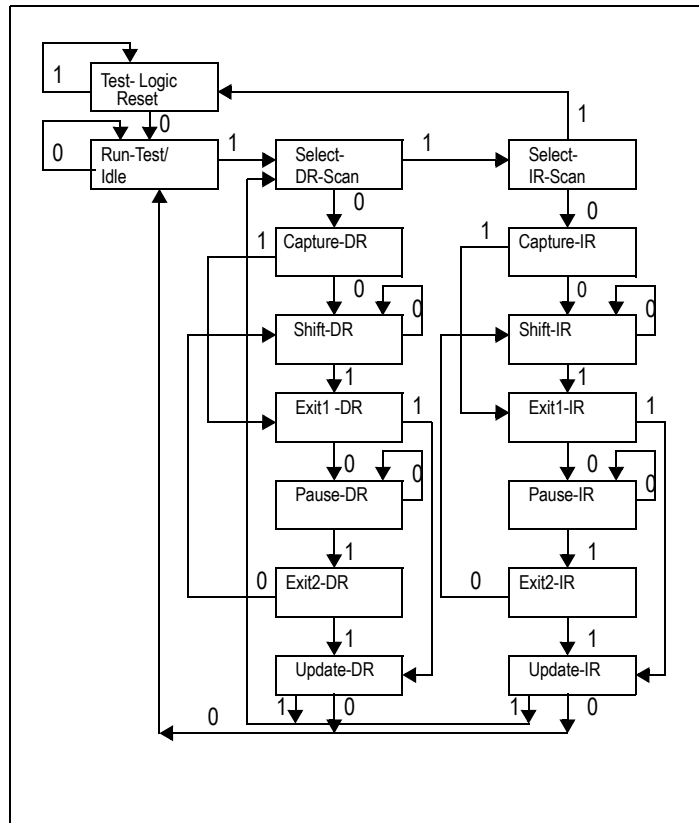 1
Test- Logic
Reset
0
1
0
Run-Test/
Idle
1
Select-
DR-Scan
1
Select-
IR-Scan
0
0
1
Capture-DR
1
Capture-IR
0
0
Shift-DR
0
Shift-IR
0
1
1
Exit1 -DR
1
Exit1-IR
1
0
0
Pause-DR
0
Pause-IR
0
1
1
0
Exit2-DR
0
Exit2-IR
1
1
Update-DR
Update-IR
0
1
0
1
0